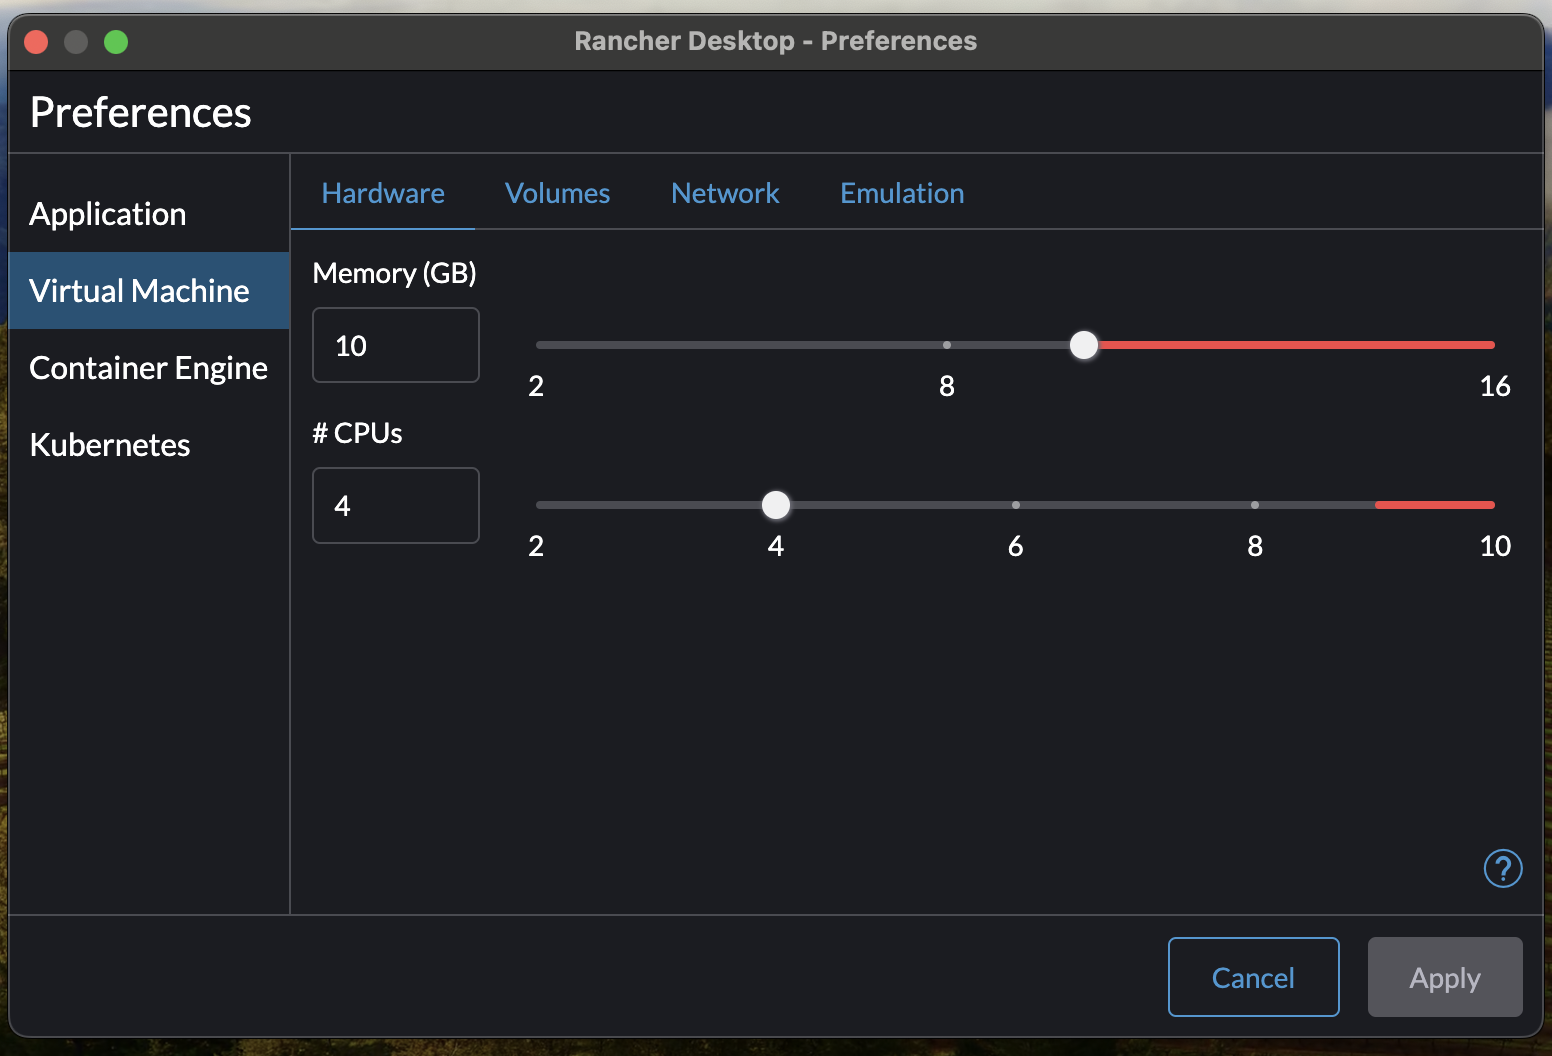 Rancher Desktop - Preferences
Preferences
Application
Virtual Machine
Container Engine
Kubernetes
Hardware Volumes Network Emulation
Memory (GB)
10
2 8 16
# CPUs
4
2 4 6 8 10
?
Cancel Apply